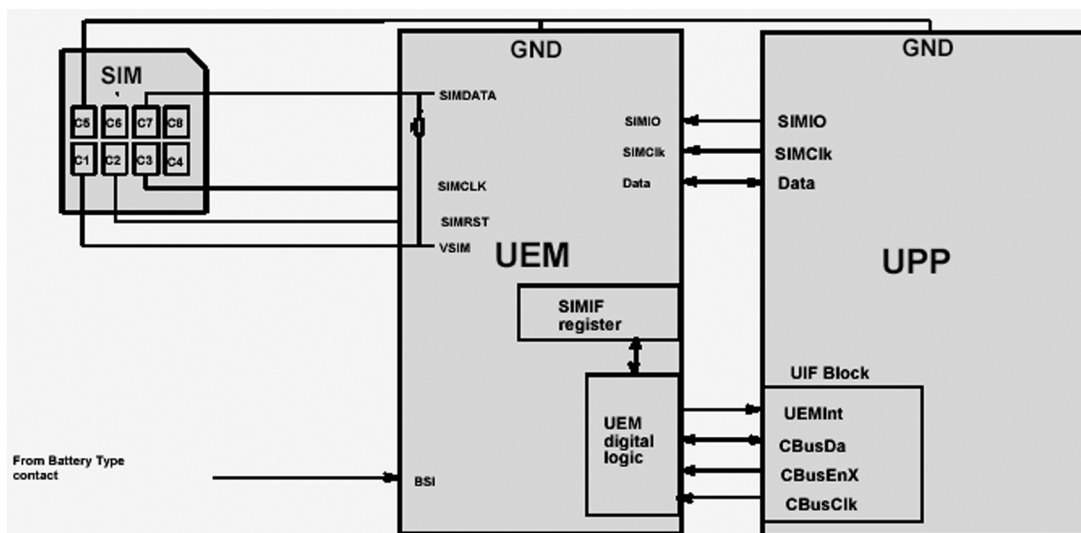 GND
GND
SIM
SIMDATA
C5
C6
C7
C8
SIMIO
SIMIO
SIMClk
SIMClk
C1
C2
C3
C4
SIMCLK
Data
Data
SIMRST
VSIM
UEM
UPP
SIMIF
register
UIF Block
UEMInt
UEM
digital
logic
CBusDa
CBusEnX
CBusClk
From Battery Type
contact
BSI